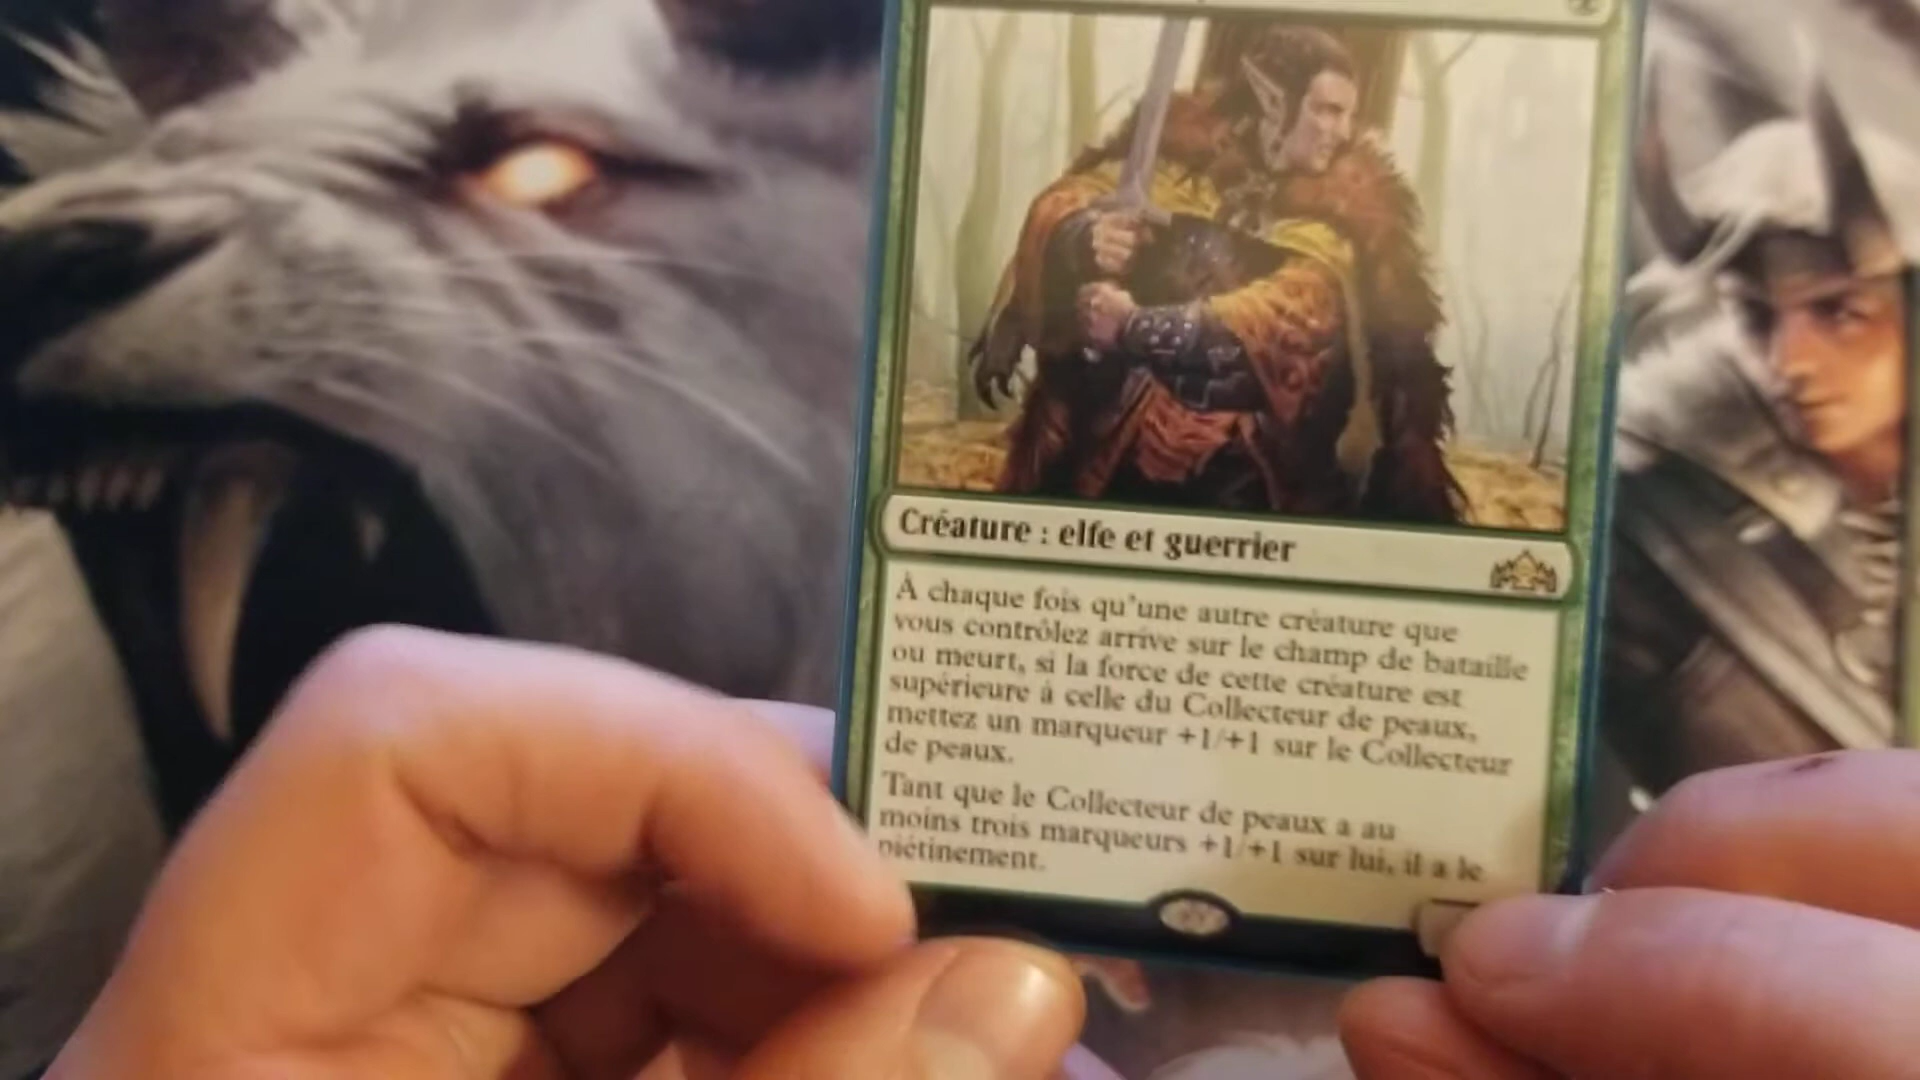 Créature : elfe et guerrier
À chaque fois qu'une autre créature que
vous contrôlez arrive sur le champ de bataille
ou meurt, si la force de cette créature est
supérieure à celle du Collecteur de peaux,
mettez un marqueur +1/+1 sur le Collecteur
de peaux.
Tant que le Collecteur de peaux a au
moins trois marqueurs +1/+1 sur lui, il a le
piétinement.